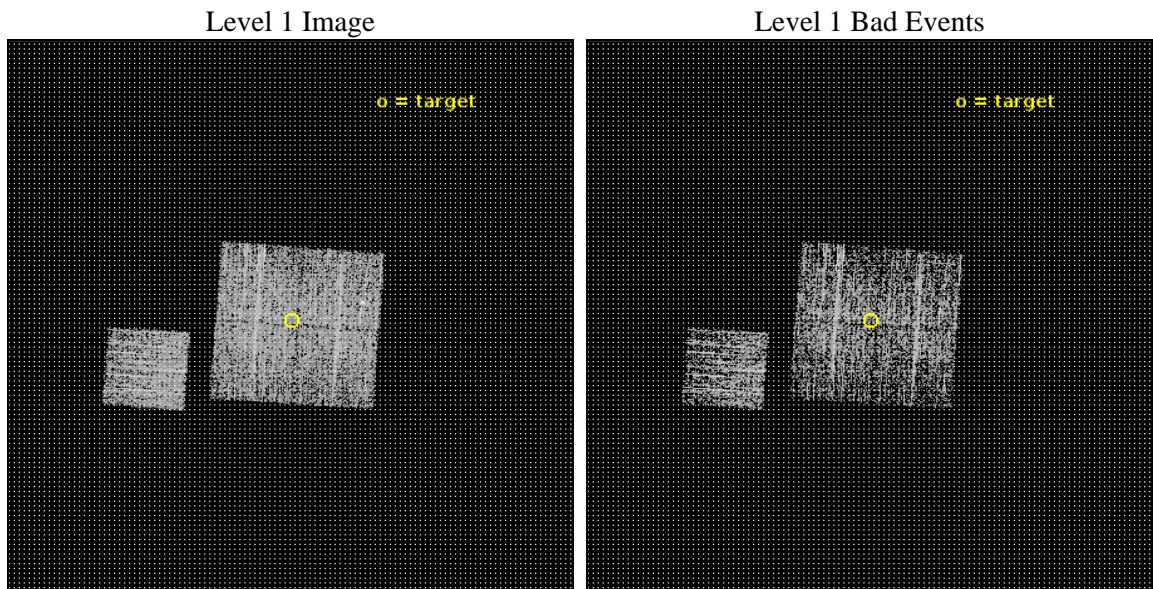 Level 1 Image
Level 1 Bad Events
o = target
o = target